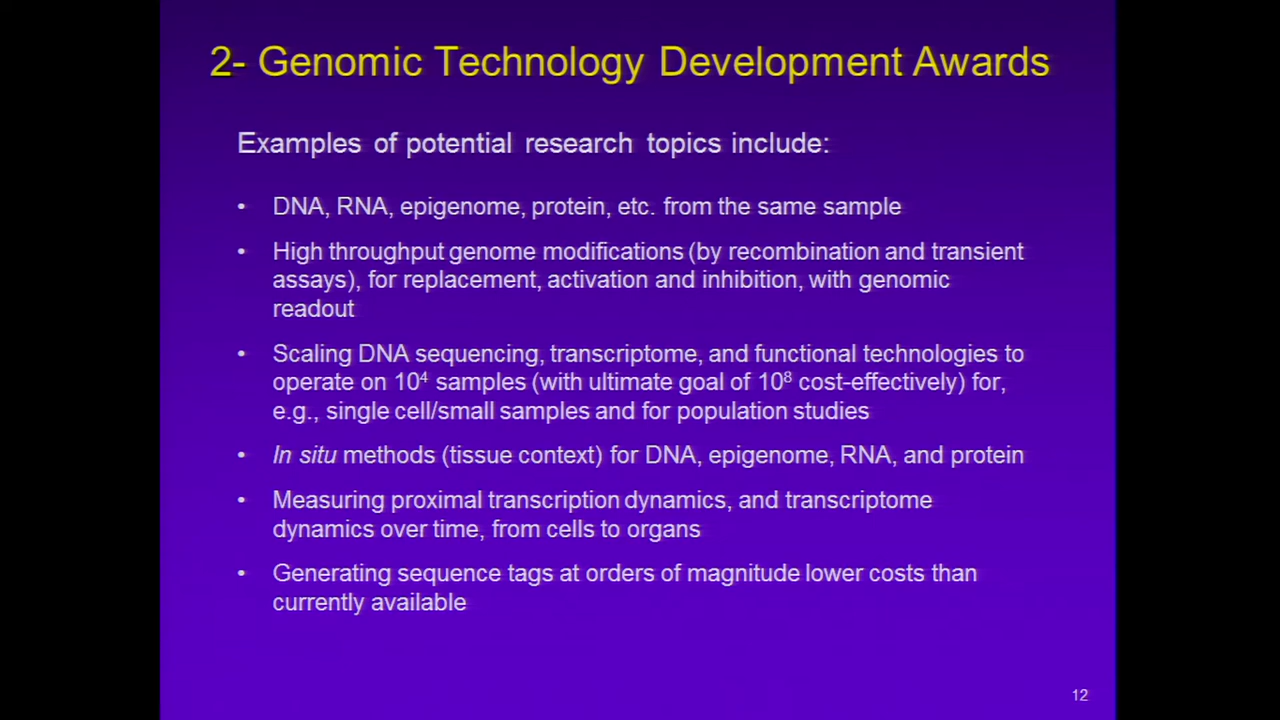 2- Genomic Technology Development Awards
Examples of potential research topics include:
• DNA, RNA, epigenome, protein, etc. from the same sample
• High throughput genome modifications (by recombination and transient
assays), for replacement, activation and inhibition, with genomic
readout
• Scaling DNA sequencing, transcriptome, and functional technologies to
operate on 10⁴ samples (with ultimate goal of 10⁸ cost-effectively) for,
e.g., single cell/small samples and for population studies
• In situ methods (tissue context) for DNA, epigenome, RNA, and protein
• Measuring proximal transcription dynamics, and transcriptome
dynamics over time, from cells to organs
• Generating sequence tags at orders of magnitude lower costs than
currently available
12